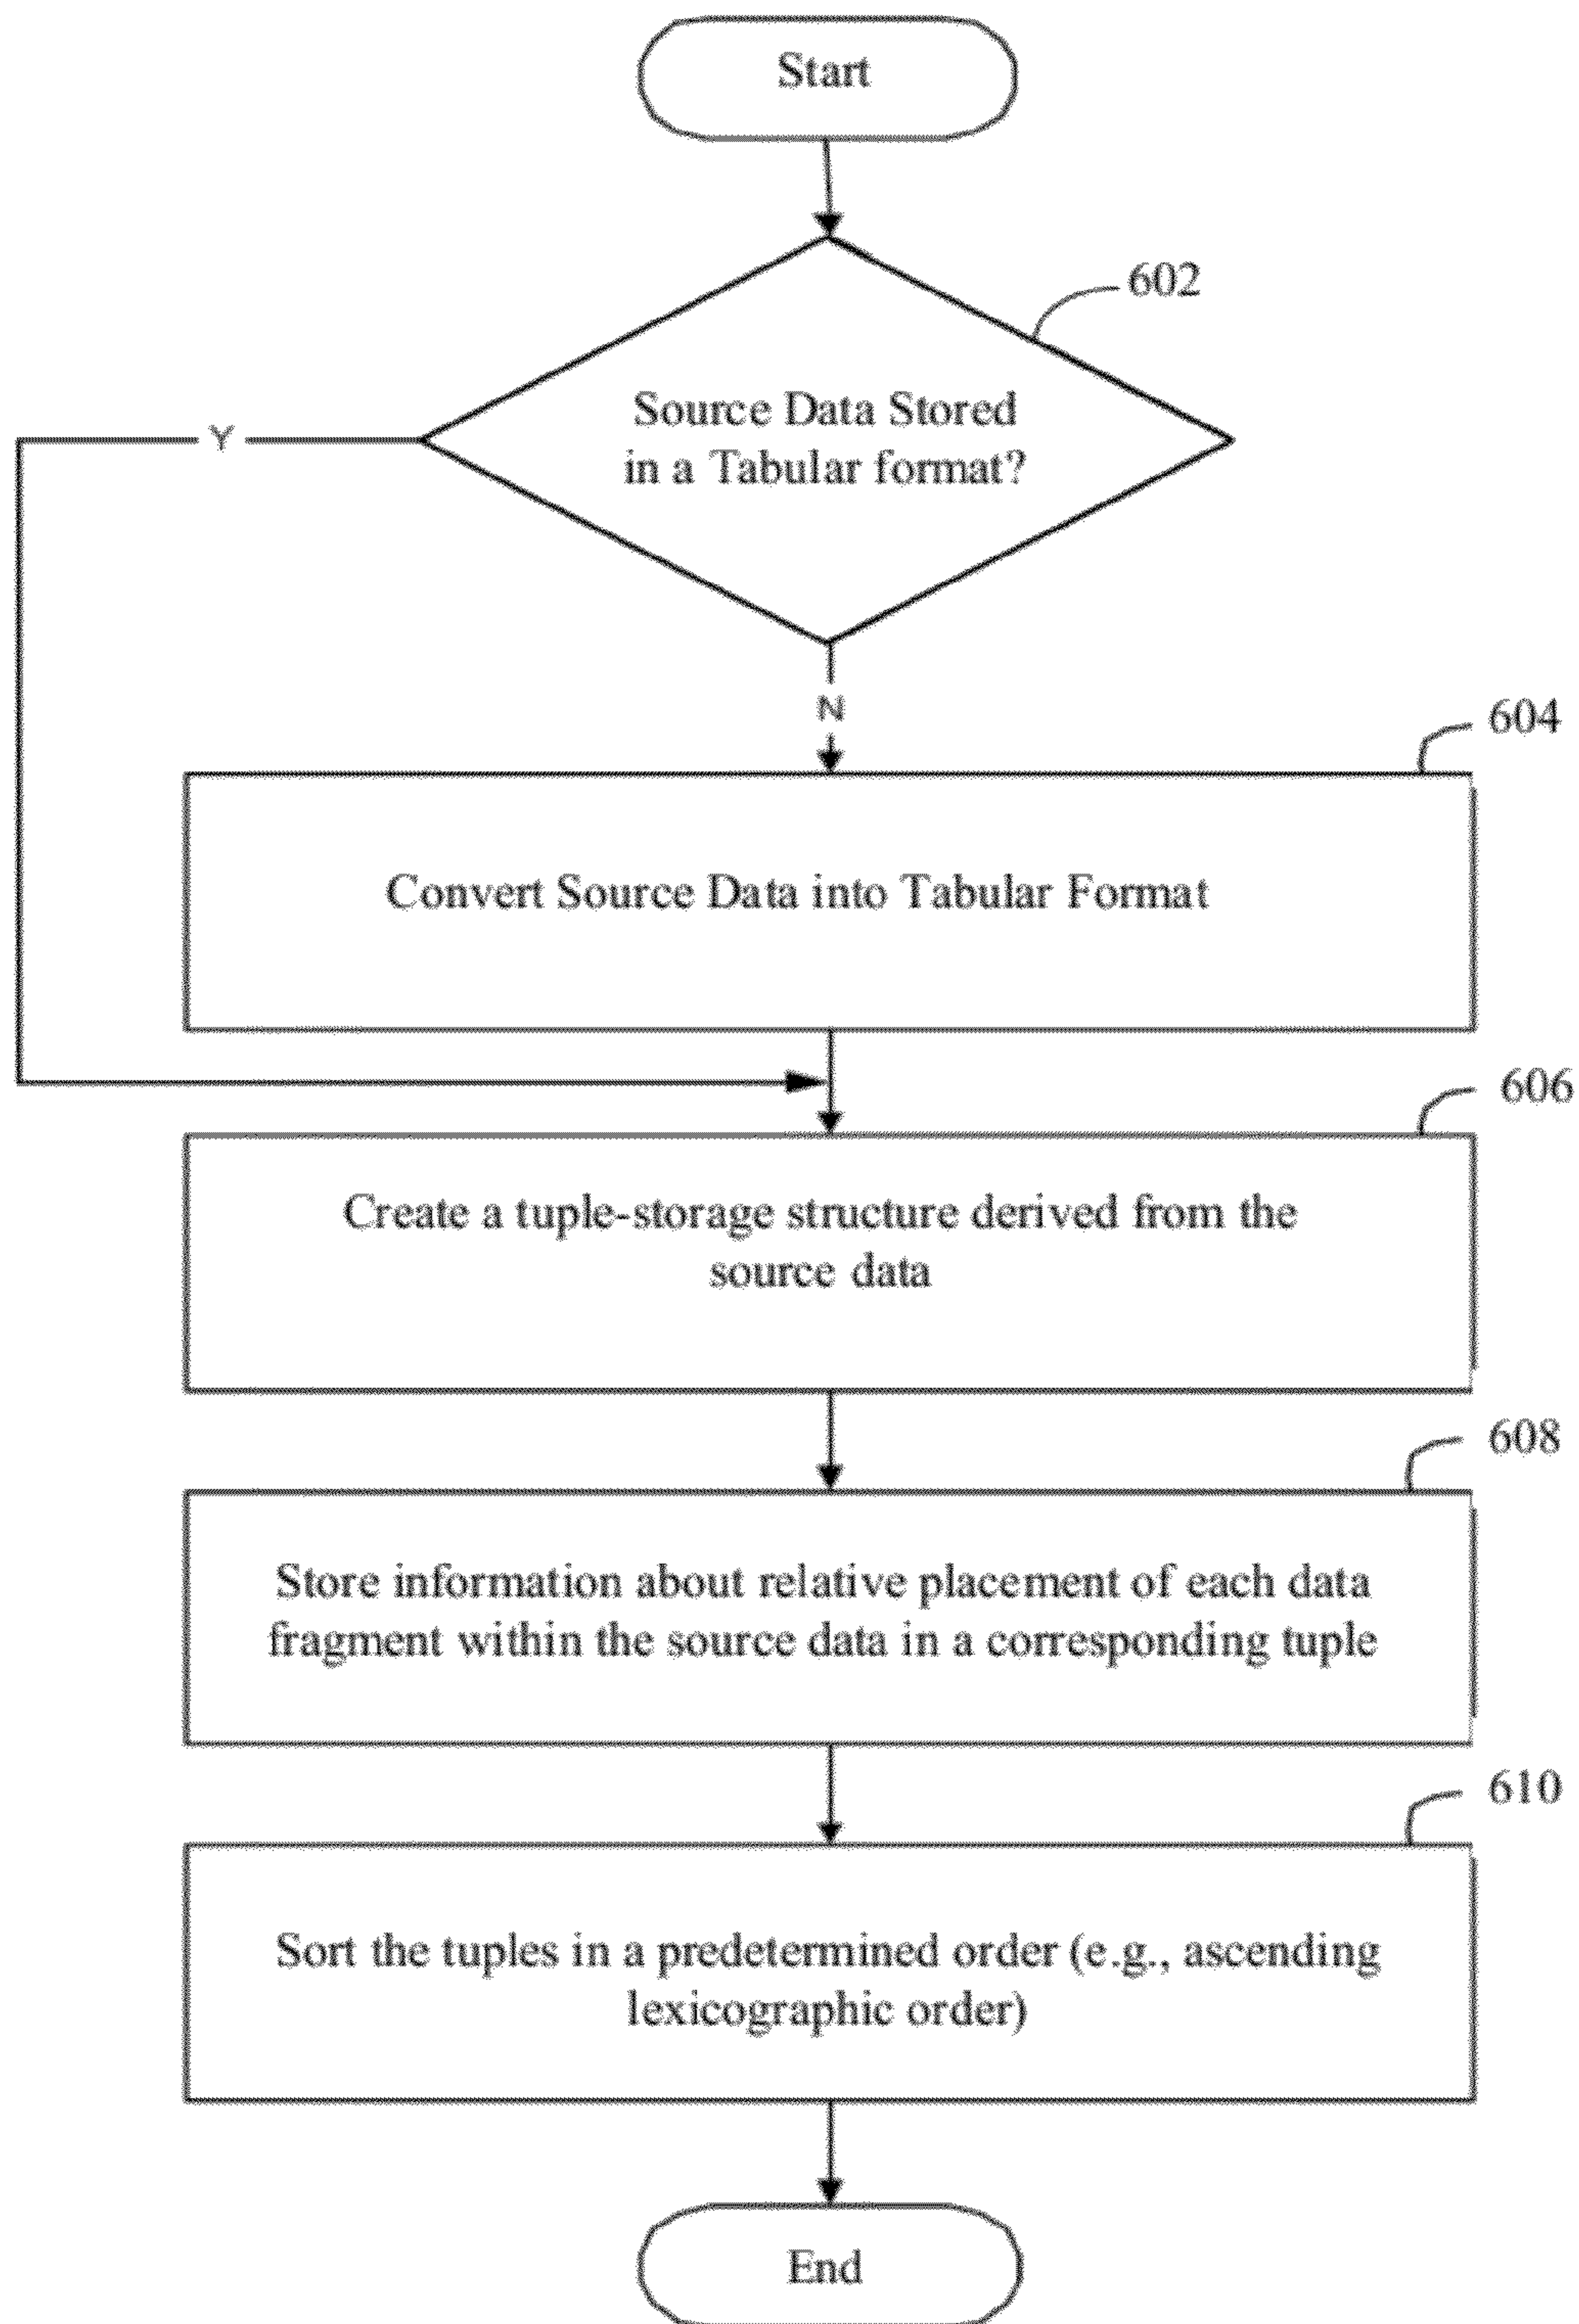 Start
602
Source Data Stored
in a Tabular format?
Y
N
604
Convert Source Data into Tabular Format
606
Create a tuple-storage structure derived from the
source data
608
Store information about relative placement of each data
fragment within the source data in a corresponding tuple
610
Sort the tuples in a predetermined order (e.g., ascending
lexicographic order)
End